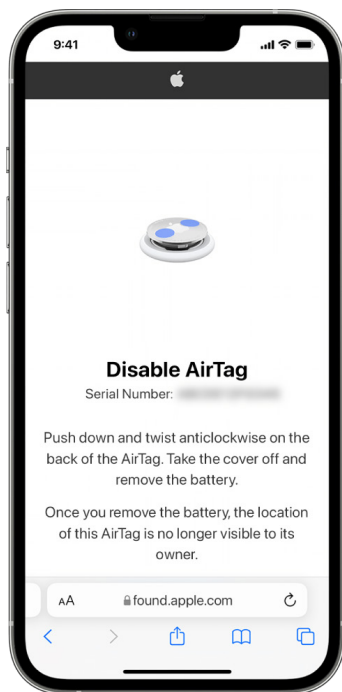 9:41
Disable AirTag
Serial Number:
Push down and twist anticlockwise on the
back of the AirTag. Take the cover off and
remove the battery.
Once you remove the battery, the location
of this AirTag is no longer visible to its
owner.
AA
found.apple.com